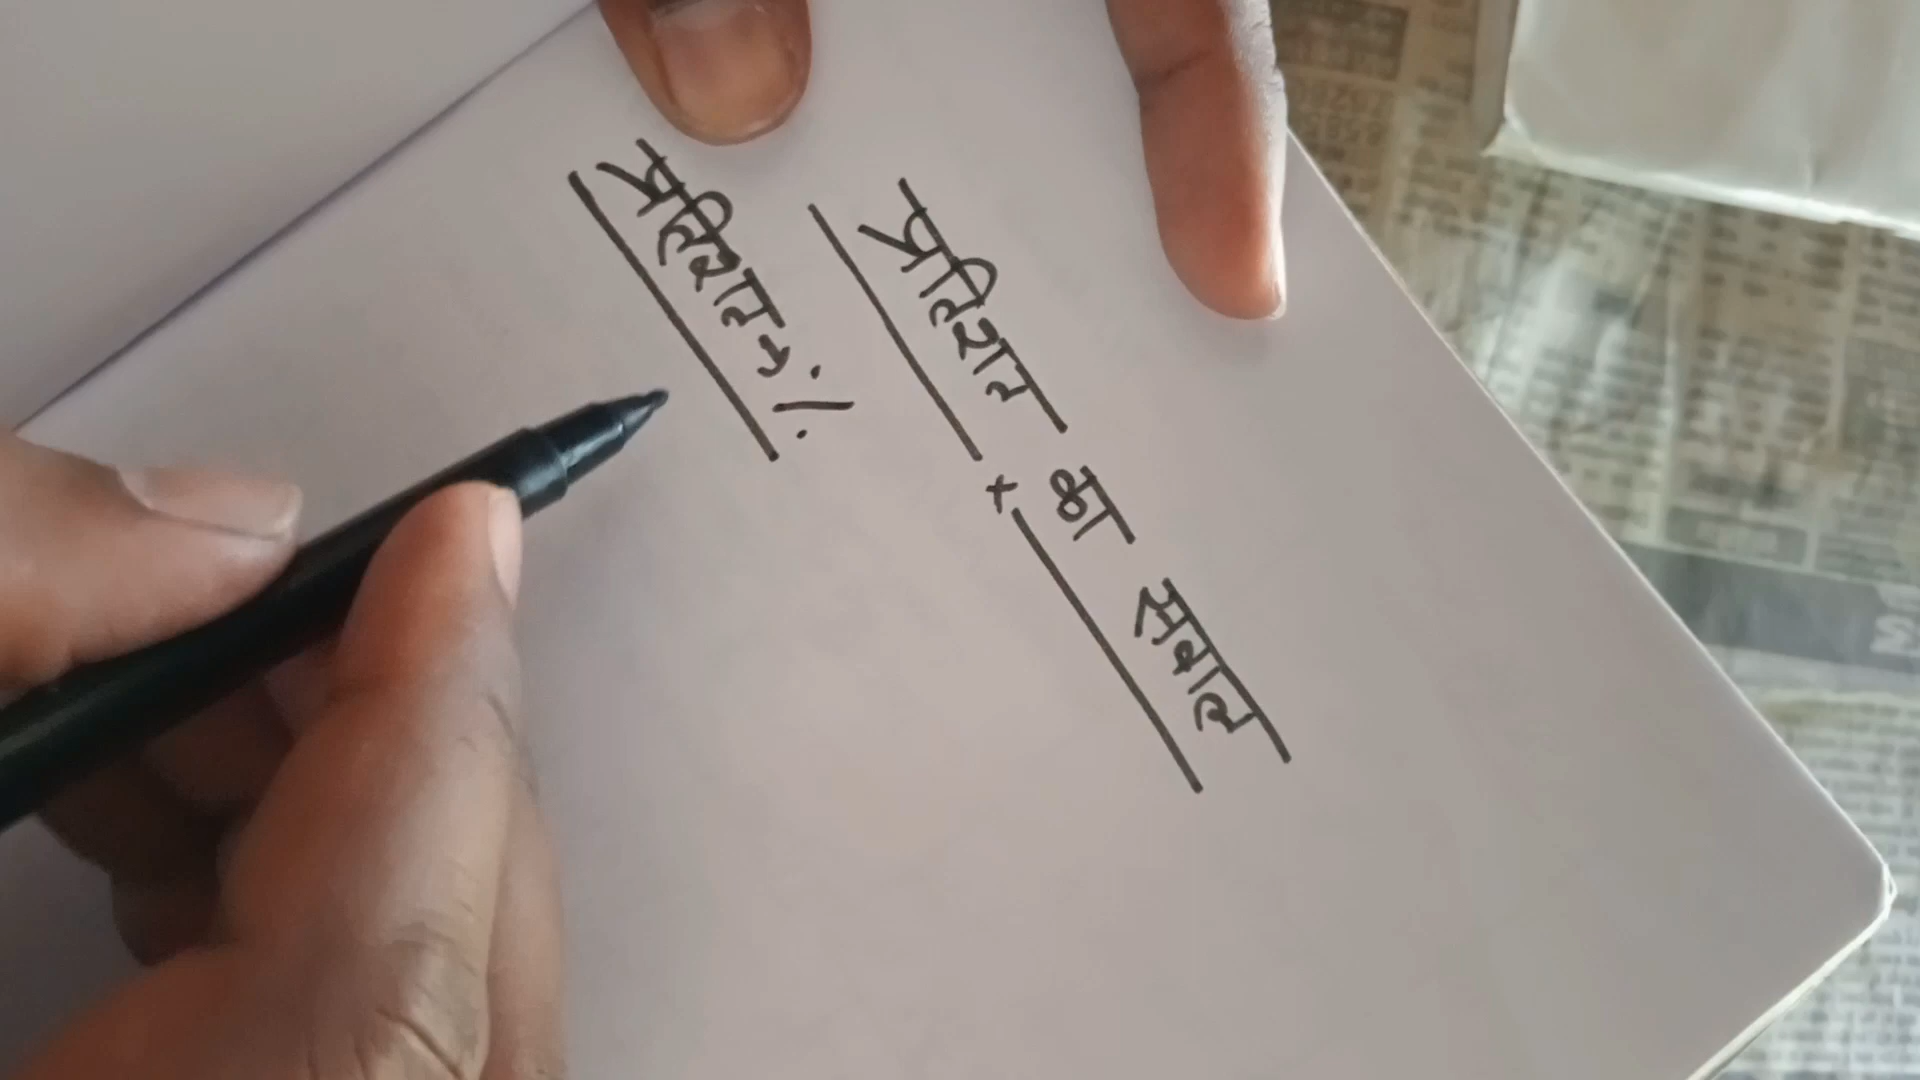 प्रतिशत का सवाल
प्रतिशत → %